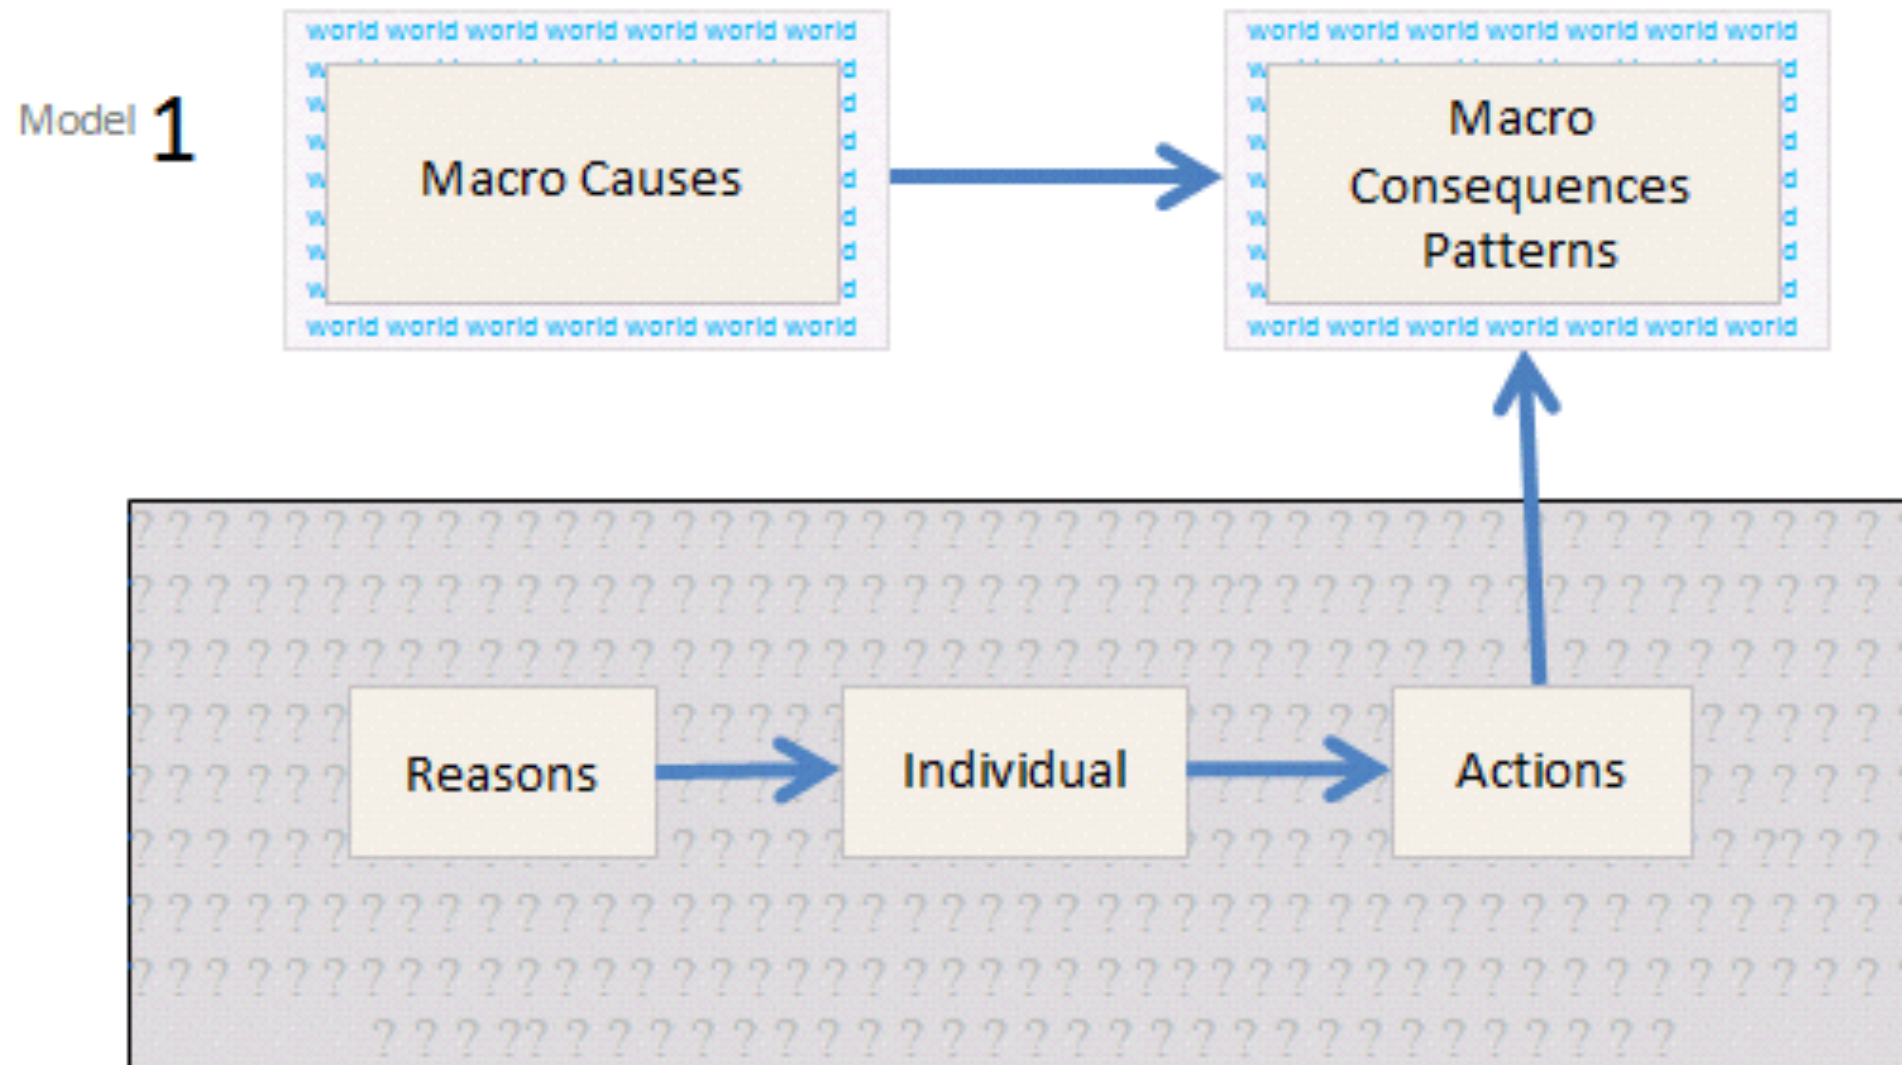 world world world world world world world
world world world world world world world
Model 1
Macro Causes
Macro
Consequences
Patterns
world world world world world world world
world world world world world world world
? ? ? ? ? ? ? ? ? ? ? ? ? ? ? ? ? ? ? ? ? ? ? ? ? ? ? ? ? ? ? ? ? ? ? ? ? ? ? ? ? ? ? ? ?
Reasons
Individual
Actions